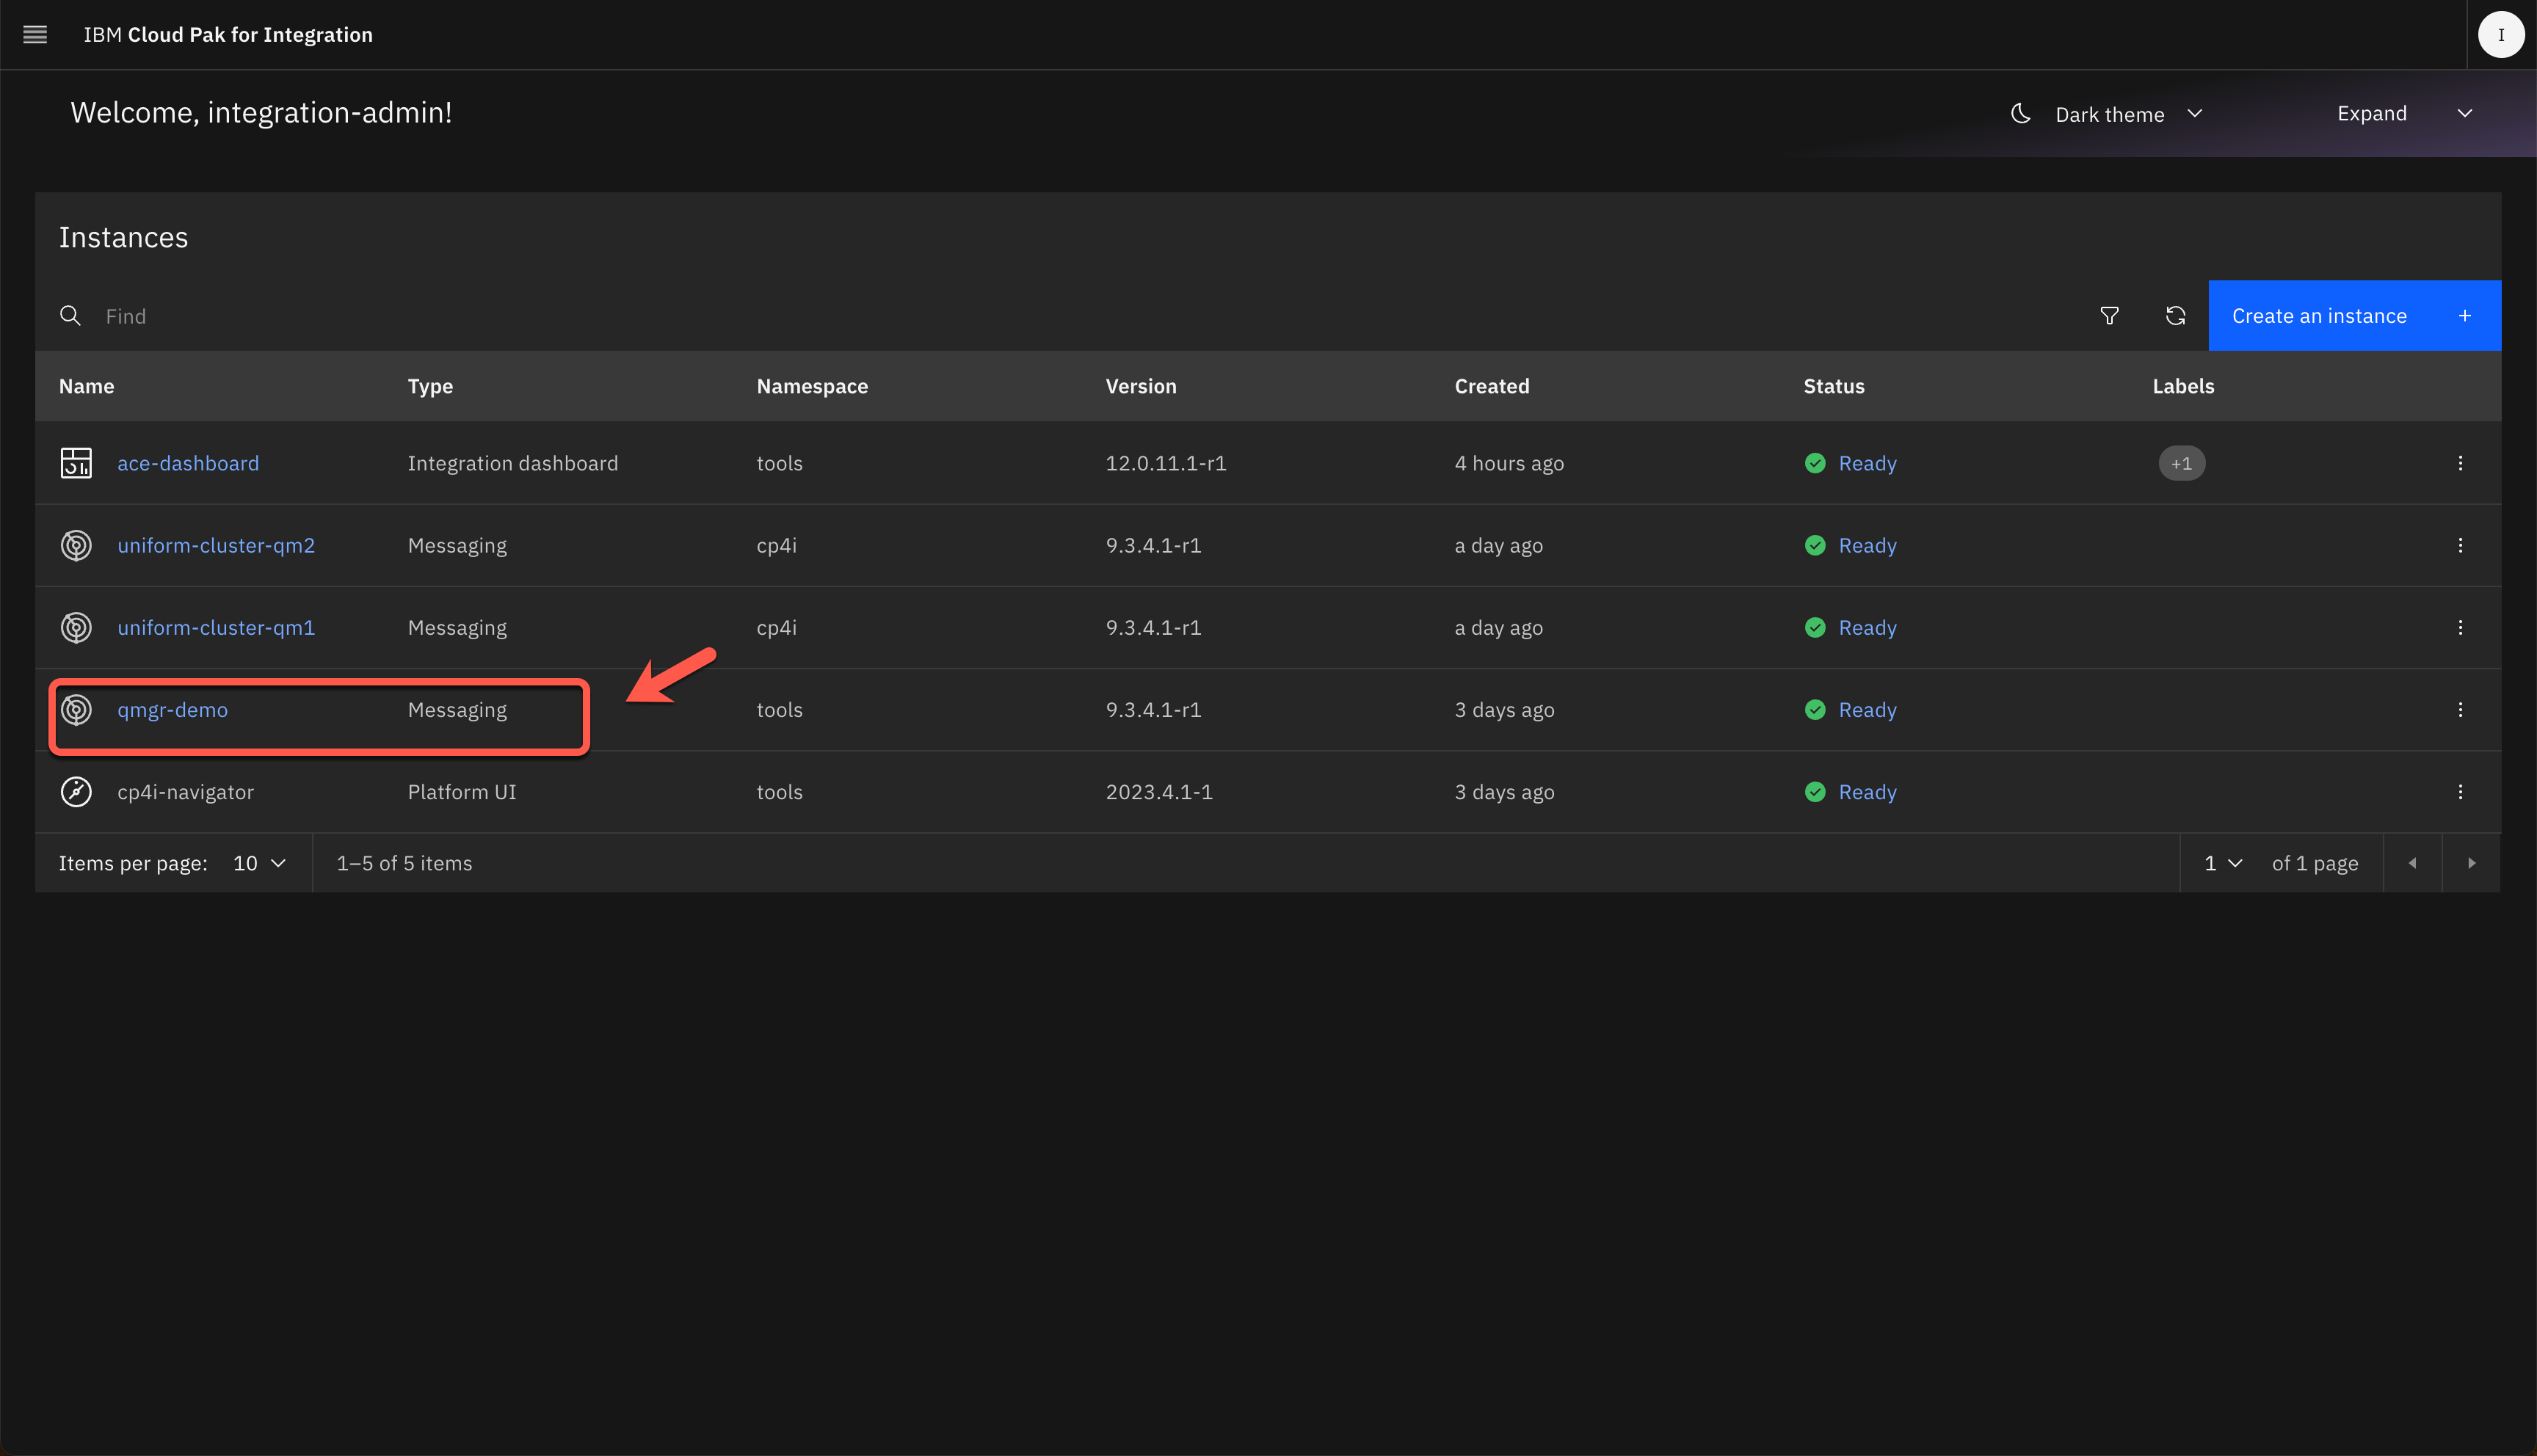 IBM Cloud Pak for Integration
I
Welcome, integration-admin!
Dark theme
Expand
Instances
Find
Create an instance +
Name Type Namespace Version Created Status Labels
ace-dashboard Integration dashboard tools 12.0.11.1-r1 4 hours ago Ready +1
uniform-cluster-qm2 Messaging cp4i 9.3.4.1-r1 a day ago Ready
uniform-cluster-qm1 Messaging cp4i 9.3.4.1-r1 a day ago Ready
qmgr-demo Messaging tools 9.3.4.1-r1 3 days ago Ready
cp4i-navigator Platform UI tools 2023.4.1-1 3 days ago Ready
Items per page: 10 1–5 of 5 items 1 of 1 page